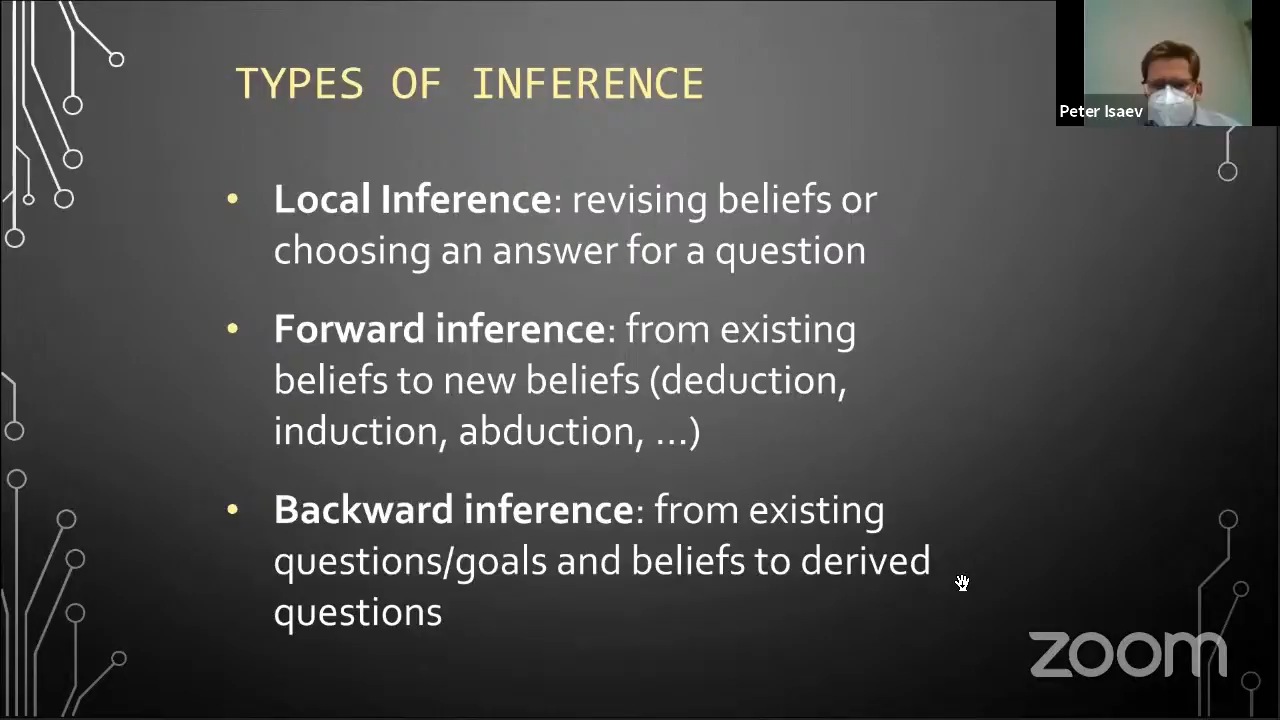 TYPES OF INFERENCE
Peter Isaev
• Local Inference: revising beliefs or
choosing an answer for a question
• Forward inference: from existing
beliefs to new beliefs (deduction,
induction, abduction, ...)
• Backward inference: from existing
questions/goals and beliefs to derived
questions
zoom